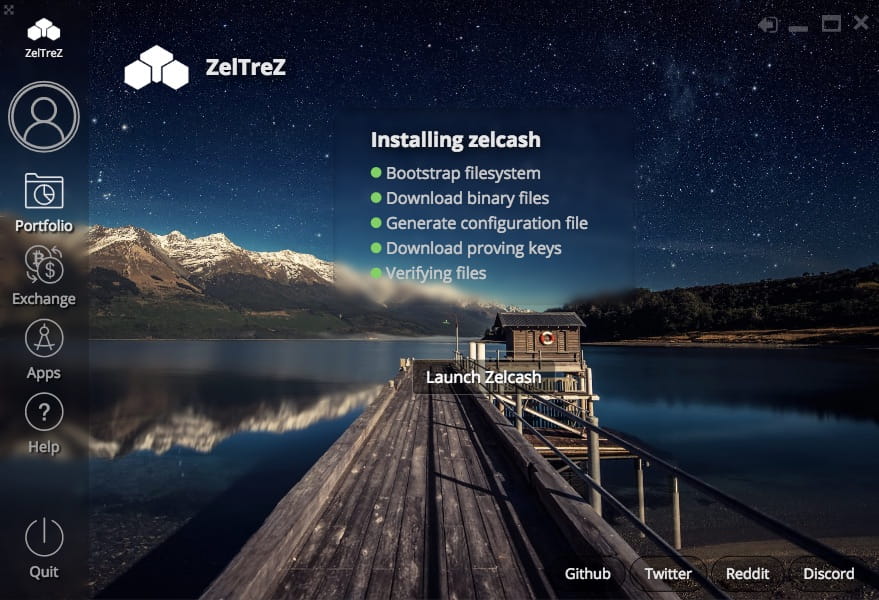 ZelTreZ
ZelTreZ
Installing zelcash
Bootstrap filesystem
Download binary files
Generate configuration file
Download proving keys
Verifying files
Launch Zelcash
Portfolio
Exchange
Apps
Help
Quit
Github
Twitter
Reddit
Discord